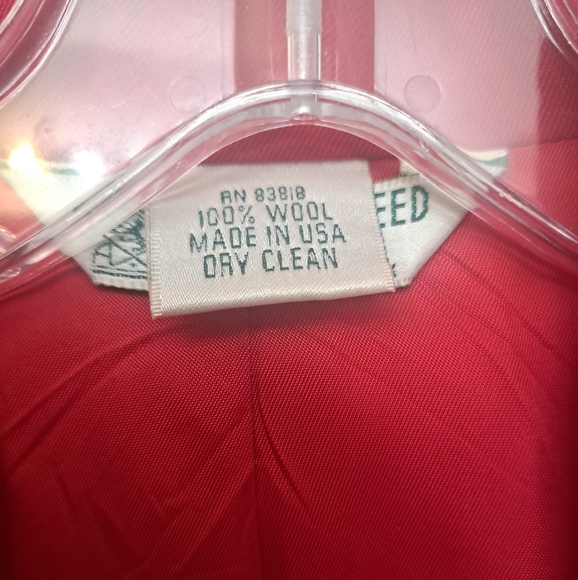 RN 83818
100% WOOL
MADE IN USA
DRY CLEAN
EED